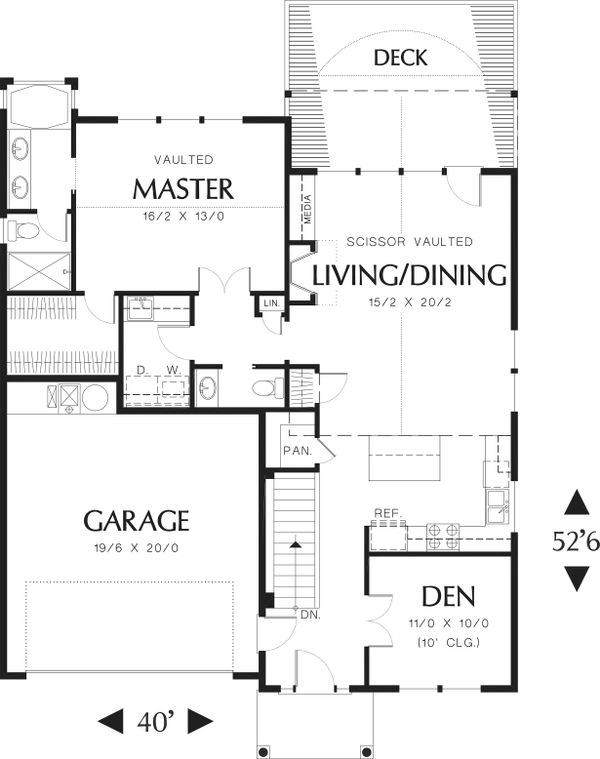 DECK
VAULTED
MASTER
16/2 X 13/0
MEDIA
SCISSOR VAULTED
LIVING/DINING
15/2 X 20/2
LIN.
D. W.
PAN.
REF.
GARAGE
19/6 X 20/0
52'6
DEN
11/0 X 10/0
(10' CLG.)
DN.
40'